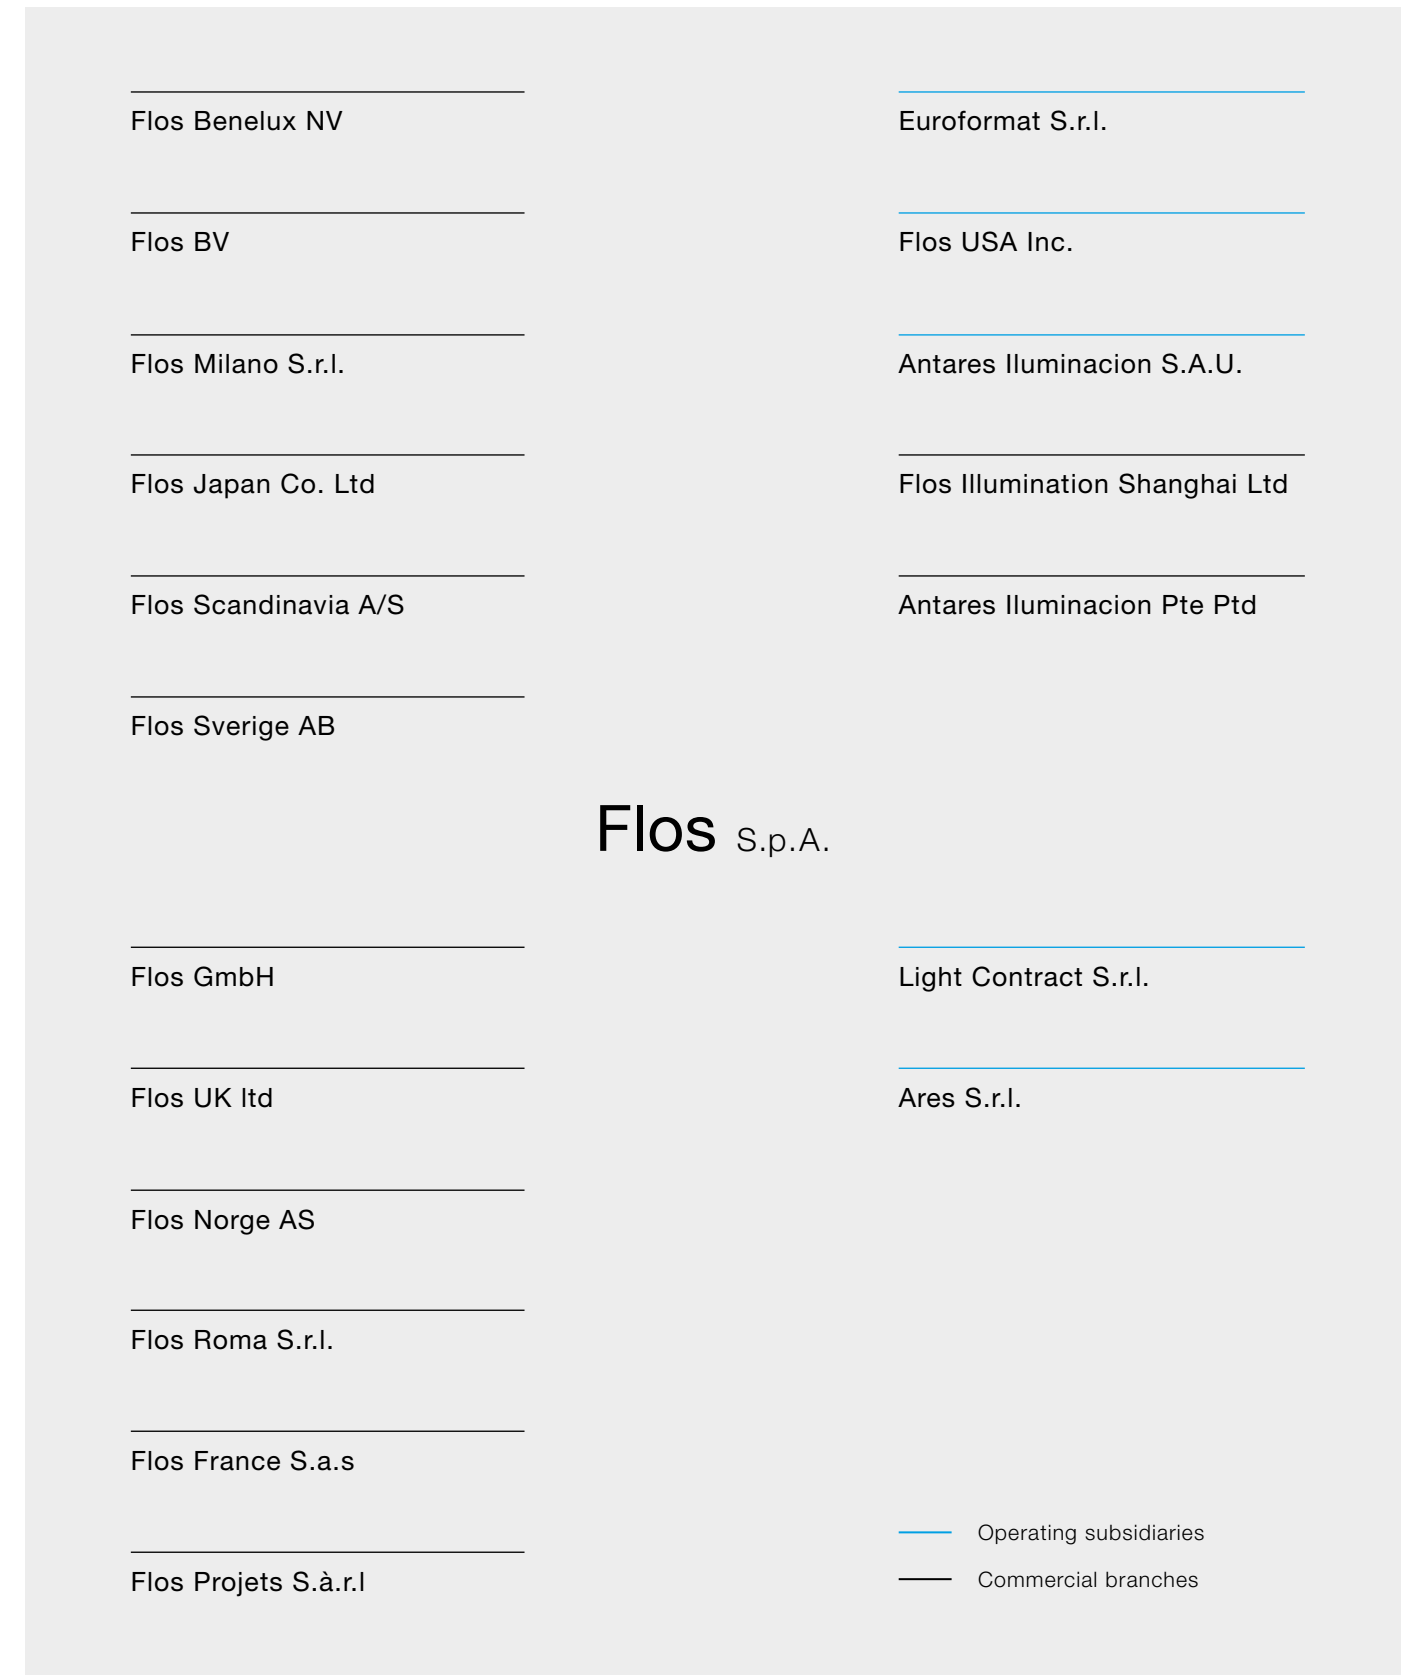 Flos Benelux NV
Flos BV
Flos Milano S.r.l.
Flos Japan Co. Ltd
Flos Scandinavia A/S
Flos Sverige AB
Euroformat S.r.l.
Flos USA Inc.
Antares Iluminacion S.A.U.
Flos Illumination Shanghai Ltd
Antares Iluminacion Pte Ptd
Flos S.p.A.
Flos GmbH
Flos UK ltd
Flos Norge AS
Flos Roma S.r.l.
Flos France S.a.s
Flos Projets S.à.r.l
Light Contract S.r.l.
Ares S.r.l.
Operating subsidiaries
Commercial branches